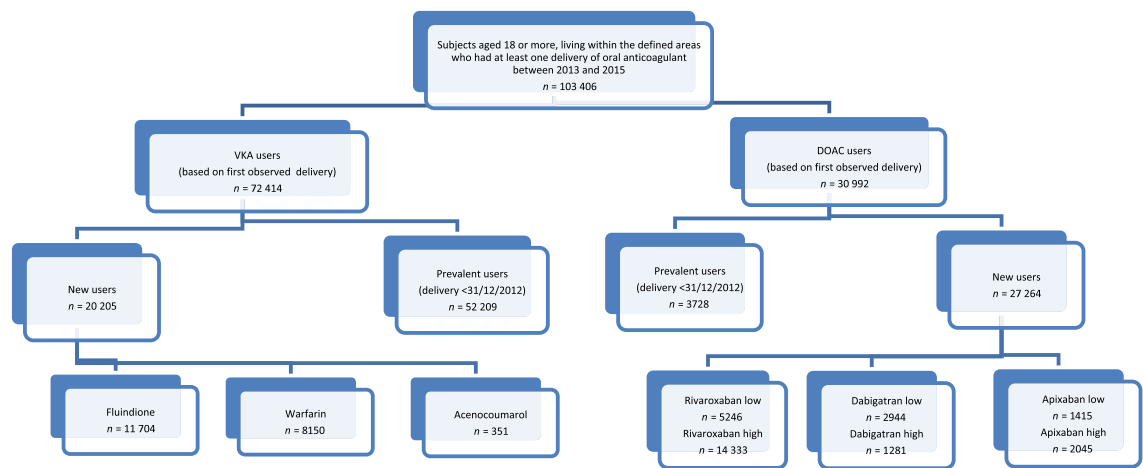 Subjects aged 18 or more, living within the defined areas
who had at least one delivery of oral anticoagulant
between 2013 and 2015
n = 103 406
VKA users
(based on first observed delivery)
n = 72 414
DOAC users
(based on first observed delivery)
n = 30 992
New users
n = 20 205
Prevalent users
(delivery <31/12/2012)
n = 52 209
Prevalent users
(delivery <31/12/2012)
n = 3728
New users
n = 27 264
Fluindione
n = 11 704
Warfarin
n = 8150
Acenocoumarol
n = 351
Rivaroxaban low
n = 5246
Rivaroxaban high
n = 14 333
Dabigatran low
n = 2944
Dabigatran high
n = 1281
Apixaban low
n = 1415
Apixaban high
n = 2045